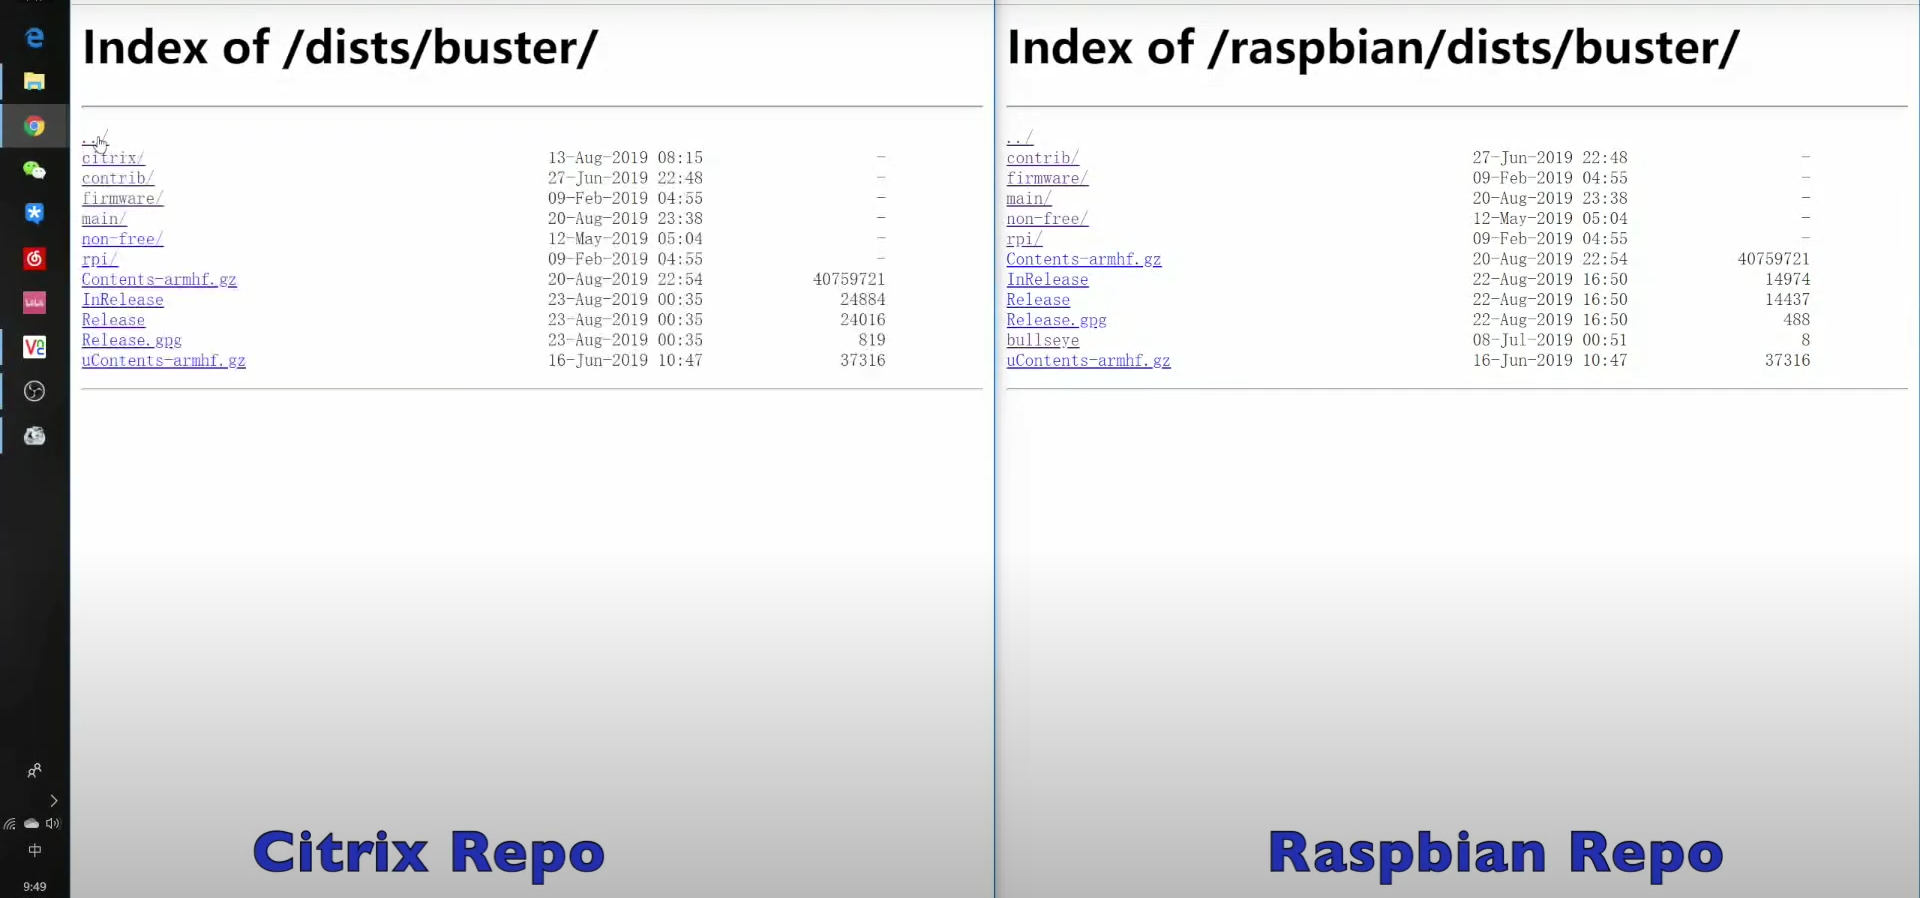 Index of /dists/buster/
../
citrix/ 13-Aug-2019 08:15 -
contrib/ 27-Jun-2019 22:48 -
firmware/ 09-Feb-2019 04:55 -
main/ 20-Aug-2019 23:38 -
non-free/ 12-May-2019 05:04 -
rpi/ 09-Feb-2019 04:55 -
Contents-armhf.gz 20-Aug-2019 22:54 40759721
InRelease 23-Aug-2019 00:35 24884
Release 23-Aug-2019 00:35 24016
Release.gpg 23-Aug-2019 00:35 819
uContents-armhf.gz 16-Jun-2019 10:47 37316
Citrix Repo
Index of /raspbian/dists/buster/
../
contrib/ 27-Jun-2019 22:48 -
firmware/ 09-Feb-2019 04:55 -
main/ 20-Aug-2019 23:38 -
non-free/ 12-May-2019 05:04 -
rpi/ 09-Feb-2019 04:55 -
Contents-armhf.gz 20-Aug-2019 22:54 40759721
InRelease 22-Aug-2019 16:50 14974
Release 22-Aug-2019 16:50 14437
Release.gpg 22-Aug-2019 16:50 488
bullseye 08-Jul-2019 00:51 8
uContents-armhf.gz 16-Jun-2019 10:47 37316
Raspbian Repo
中
9:49